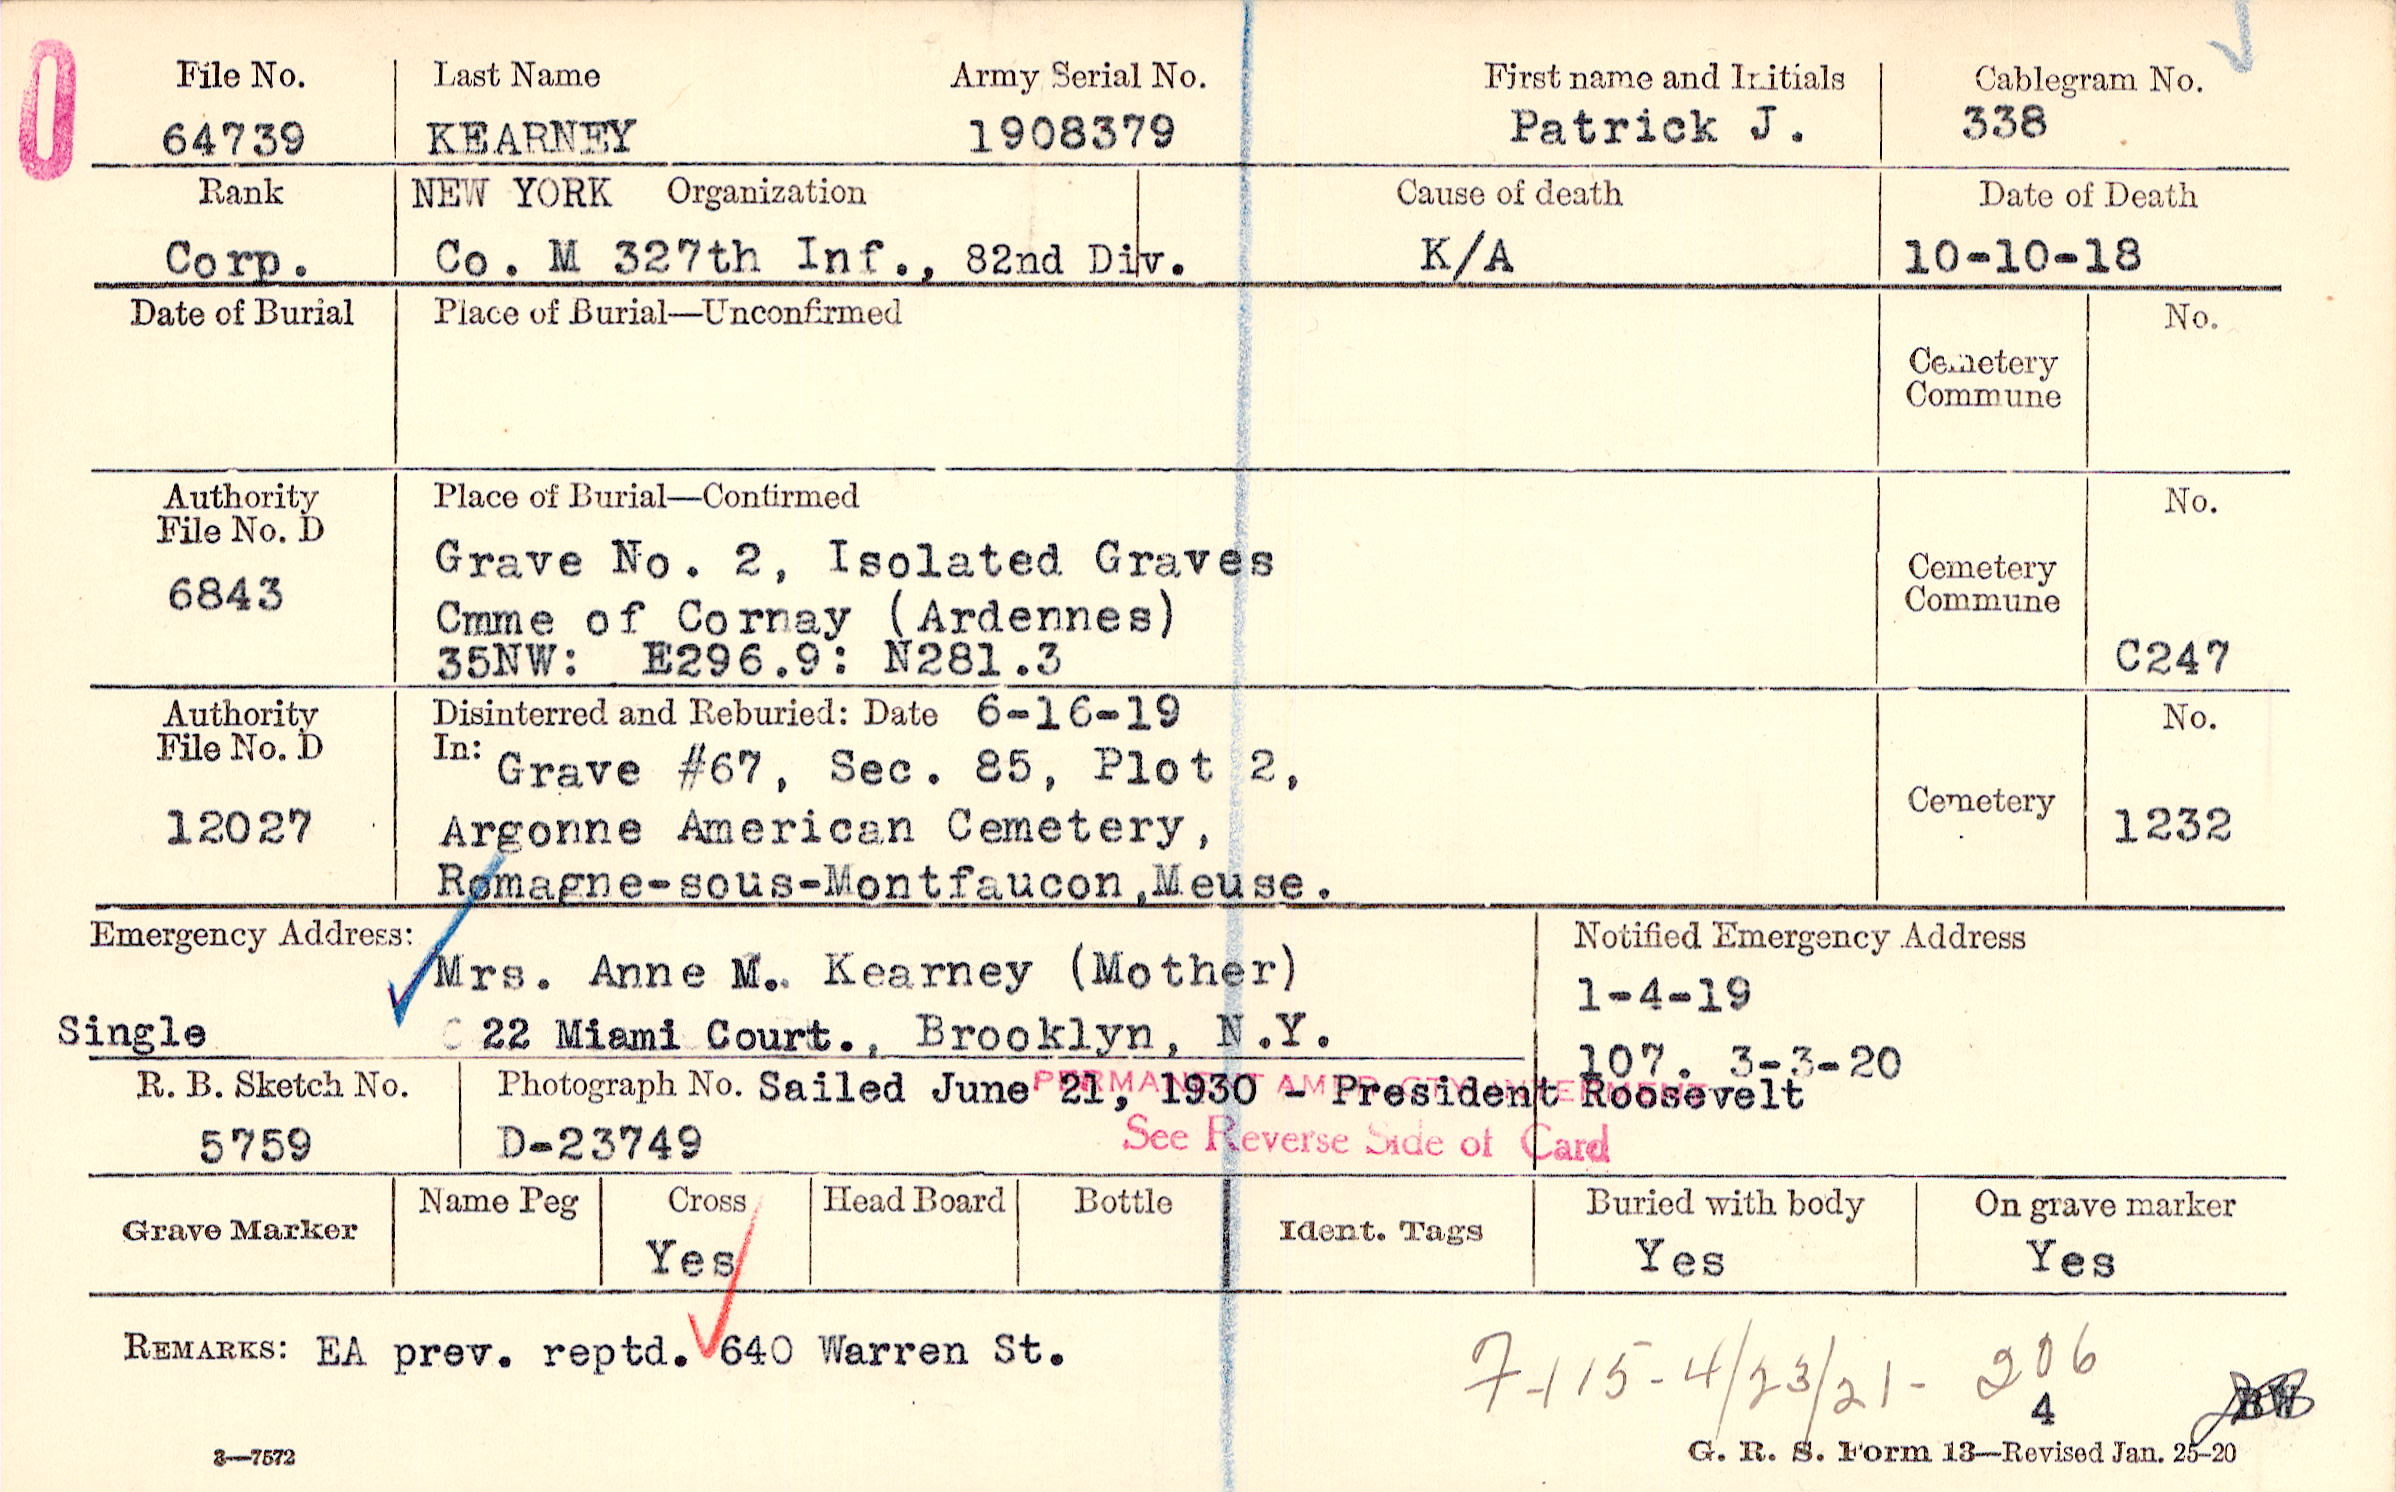 File No. Last Name Army Serial No. First name and Initials Cablegram No.
64739 KEARNEY 1908379 Patrick J. 338
Rank NEW YORK Organization Cause of death Date of Death
Corp. Co. M 327th Inf., 82nd Div. K/A 10-10-18
Date of Burial Place of Burial—Unconfirmed No.
Cemetery
Commune
Authority Place of Burial—Confirmed No.
File No. D
Grave No. 2, Isolated Graves
6843 Cemetery
Cmme of Cornay (Ardennes) Commune
35NW: E296.9: N281.3 C247
Authority Disinterred and Reburied: Date 6-16-19 No.
File No. D In: Grave #67, Sec. 85, Plot 2,
12027 Argonne American Cemetery, Cemetery 1232
Romagne-sous-Montfaucon,Meuse.
Emergency Address: Notified Emergency Address
Mrs. Anne M. Kearney (Mother) 1-4-19
Single 22 Miami Court., Brooklyn, N.Y.
107. 3-3-20
R. B. Sketch No. Photograph No. Sailed June 21, 1930 - President Roosevelt
5759 D-23749 See Reverse Side of Card
Grave Marker Name Peg Cross Head Board Bottle Ident. Tags Buried with body On grave marker
Yes Yes Yes
REMARKS: EA prev. reptd. 640 Warren St.
7-115-4/23/21- 206
4
3—7572 G. R. S. Form 13—Revised Jan. 25-20